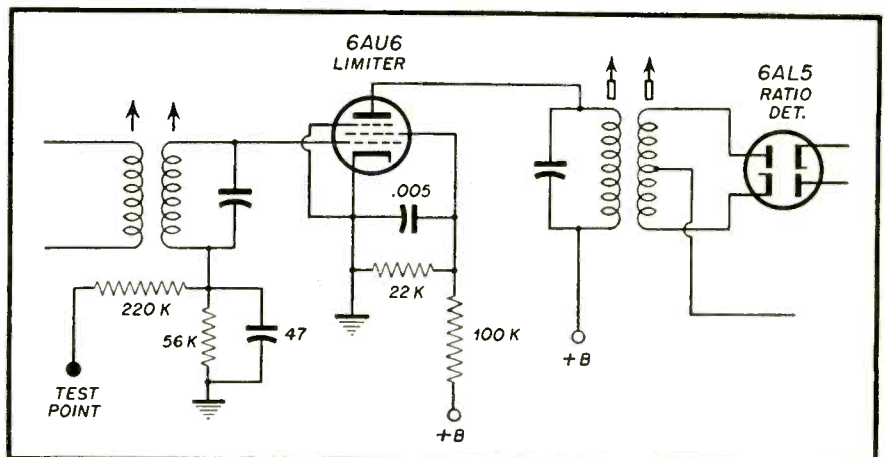 6AU6
LIMITER
6AL5
RATIO
DET.
.005
22 K
220 K
56 K
47
100 K
TEST
POINT
+B
+B